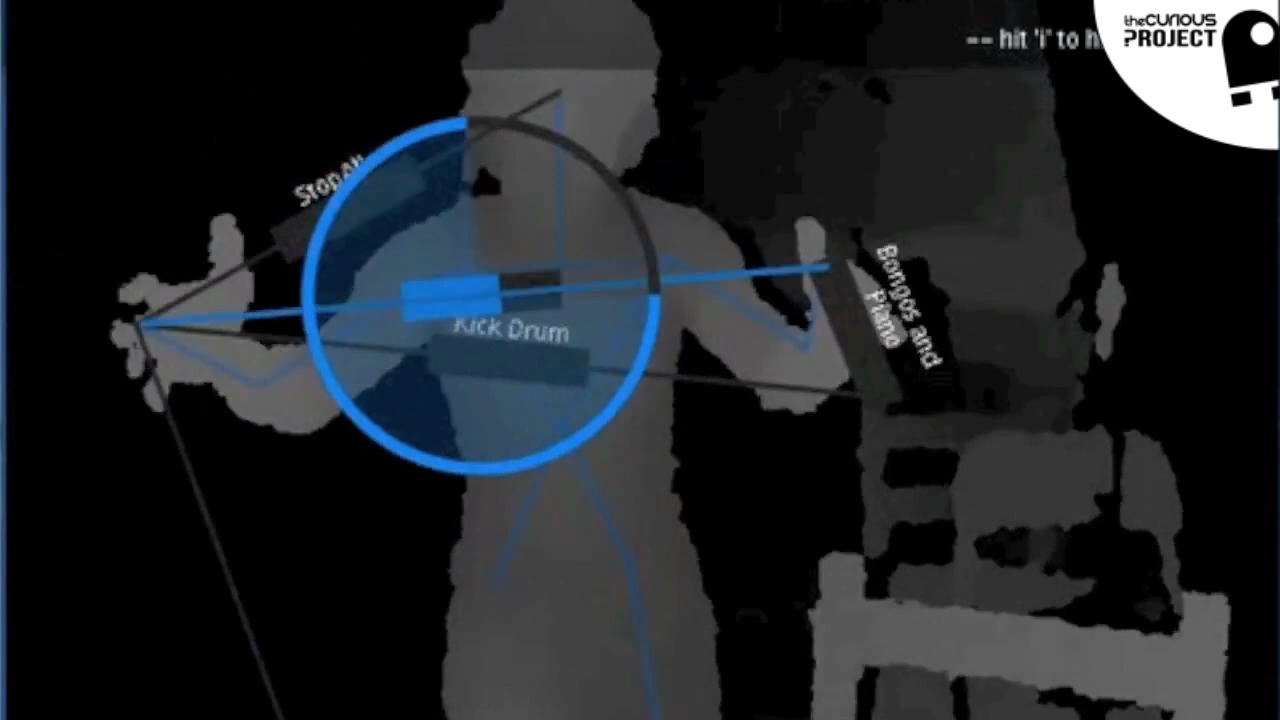 theCURIOUS
PROJECT
-- hit 'i' to
Kick Drum
Bongos and
Piano